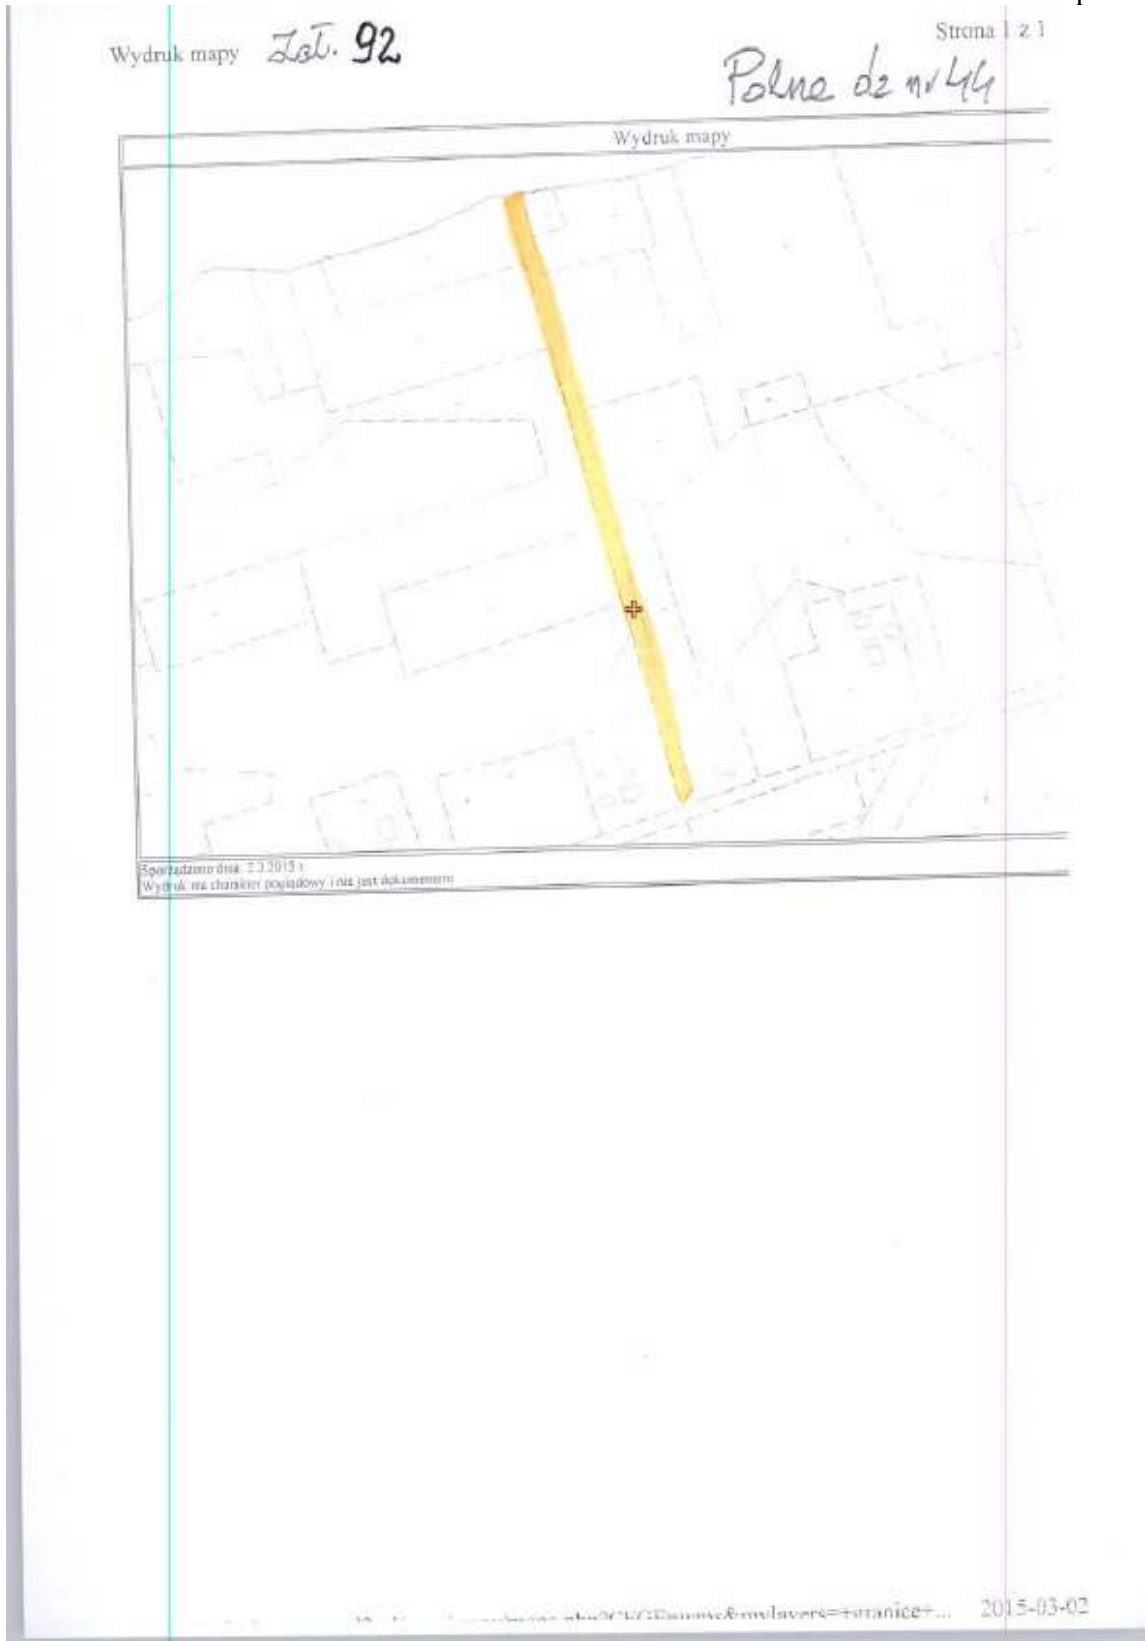 Strona 1 z 1
Wydruk mapy Zał. 92
Polna dz nr 44
Wydruk mapy
Sporządzono dnia: 2.3.2015 r.
Wydruk ma charakter poglądowy i nie jest dokumentem
2015-03-02